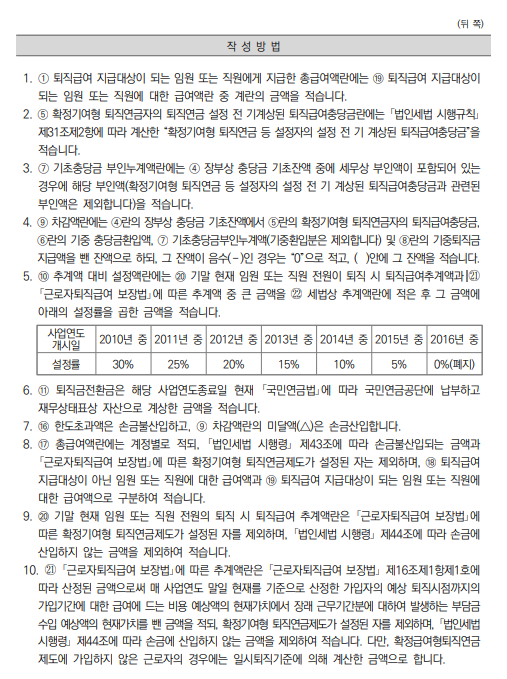 (뒤 쪽)
작 성 방 법
1. ① 퇴직급여 지급대상이 되는 임원 또는 직원에게 지급한 총급여액란에는 ⑲ 퇴직급여 지급대상이
되는 임원 또는 직원에 대한 급여액란 중 계란의 금액을 적습니다.
2. ⑤ 확정기여형 퇴직연금자의 퇴직연금 설정 전 기계상된 퇴직급여충당금란에는 「법인세법 시행규칙」
제31조제2항에 따라 계산한 “확정기여형 퇴직연금 등 설정자의 설정 전 기 계상된 퇴직급여충당금”을
적습니다.
3. ⑦ 기초충당금 부인누계액란에는 ④ 장부상 충당금 기초잔액 중에 세무상 부인액이 포함되어 있는
경우에 해당 부인액(확정기여형 퇴직연금 등 설정자의 설정 전 기 계상된 퇴직급여충당금과 관련된
부인액은 제외합니다)을 적습니다.
4. ⑨ 차감액란에는 ④란의 장부상 충당금 기초잔액에서 ⑤란의 확정기여형 퇴직연금자의 퇴직급여충당금,
⑥란의 기중 충당금환입액, ⑦ 기초충당금부인누계액(기중환입분은 제외합니다) 및 ⑧란의 기중퇴직금
지급액을 뺀 잔액으로 하되, 그 잔액이 음수(-)인 경우는 “0”으로 적고, ( )안에 그 잔액을 적습니다.
5. ⑩ 추계액 대비 설정액란에는 ⑳ 기말 현재 임원 또는 직원 전원이 퇴직 시 퇴직급여추계액과 ㉑
「근로자퇴직급여 보장법」에 따른 추계액 중 큰 금액을 ㉒ 세법상 추계액란에 적은 후 그 금액에
아래의 설정률을 곱한 금액을 적습니다.
사업연도 개시일 2010년 중 2011년 중 2012년 중 2013년 중 2014년 중 2015년 중 2016년 중
설정률 30% 25% 20% 15% 10% 5% 0%(폐지)
6. ⑪ 퇴직금전환금은 해당 사업연도종료일 현재 「국민연금법」에 따라 국민연금공단에 납부하고
재무상태표상 자산으로 계상한 금액을 적습니다.
7. ⑯ 한도초과액은 손금불산입하고, ⑨ 차감액란의 미달액(△)은 손금산입합니다.
8. ⑰ 총급여액란에는 계정별로 적되, 「법인세법 시행령」 제43조에 따라 손금불산입되는 금액과
「근로자퇴직급여 보장법」에 따른 확정기여형 퇴직연금제도가 설정된 자는 제외하며, ⑱ 퇴직급여
지급대상이 아닌 임원 또는 직원에 대한 급여액과 ⑲ 퇴직급여 지급대상이 되는 임원 또는 직원에
대한 급여액으로 구분하여 적습니다.
9. ⑳ 기말 현재 임원 또는 직원 전원의 퇴직 시 퇴직급여 추계액란은 「근로자퇴직급여 보장법」에
따른 확정기여형 퇴직연금제도가 설정된 자를 제외하며, 「법인세법 시행령」 제44조에 따라 손금에
산입하지 않는 금액을 제외하여 적습니다.
10. ㉑ 「근로자퇴직급여 보장법」에 따른 추계액란은 「근로자퇴직급여 보장법」 제16조제1항제1호에
따라 산정된 금액으로써 매 사업연도 말일 현재를 기준으로 산정한 가입자의 예상 퇴직시점까지의
가입기간에 대한 급여에 드는 비용 예상액의 현재가치에서 장래 근무기간분에 대하여 발생하는 부담금
수입 예상액의 현재가치를 뺀 금액을 적되, 확정기여형 퇴직연금제도가 설정된 자를 제외하며, 「법인세법
시행령」 제44조에 따라 손금에 산입하지 않는 금액을 제외하여 적습니다. 다만, 확정급여형퇴직연금
제도에 가입하지 않은 근로자의 경우에는 일시퇴직기준에 의해 계산한 금액으로 합니다.